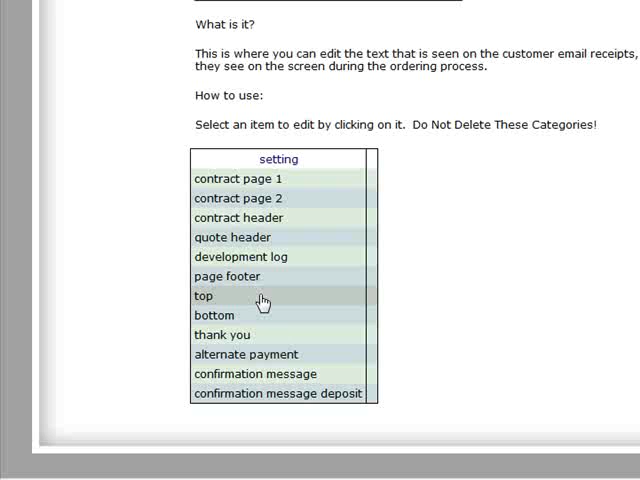 What is it?
This is where you can edit the text that is seen on the customer email receipts,
they see on the screen during the ordering process.
How to use:
Select an item to edit by clicking on it.  Do Not Delete These Categories!
setting
contract page 1
contract page 2
contract header
quote header
development log
page footer
top
bottom
thank you
alternate payment
confirmation message
confirmation message deposit